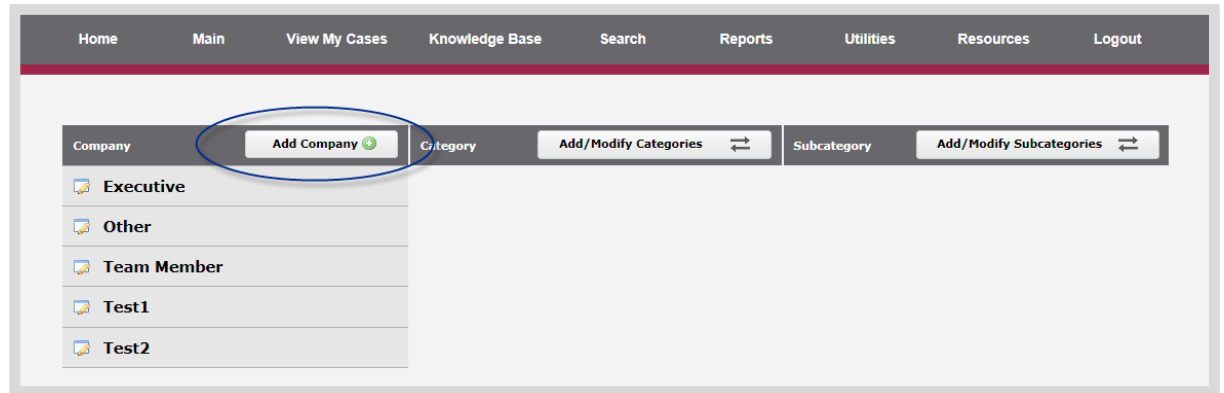 Home Main View My Cases Knowledge Base Search Reports Utilities Resources Logout
Company Add Company Category Add/Modify Categories Subcategory Add/Modify Subcategories
Executive
Other
Team Member
Test1
Test2